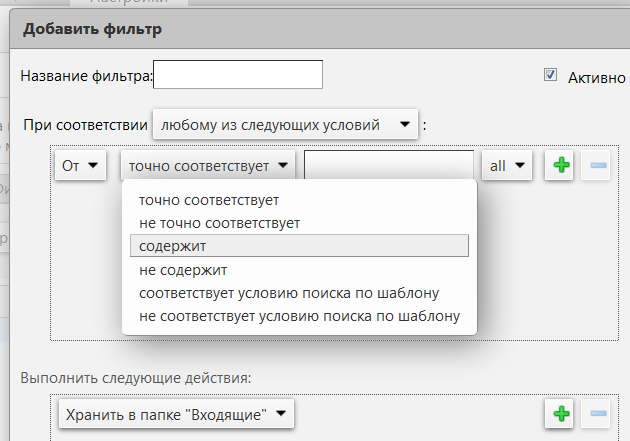 Настройки
Добавить фильтр
Название фильтра:
Активно
При соответствии любому из следующих условий :
От точно соответствует all
точно соответствует
не точно соответствует
содержит
не содержит
соответствует условию поиска по шаблону
не соответствует условию поиска по шаблону
Выполнить следующие действия:
Хранить в папке "Входящие"